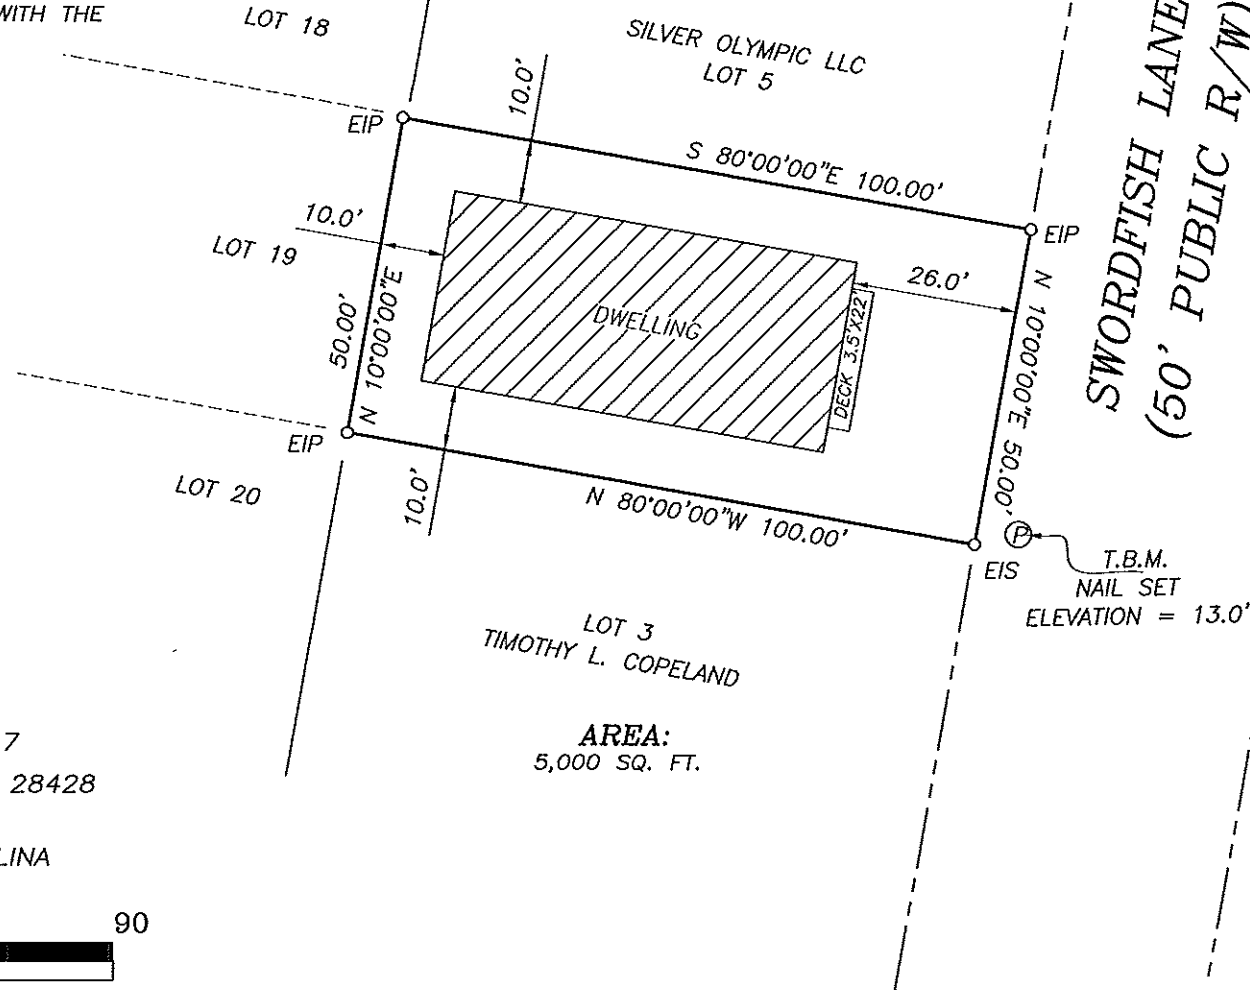 WITH THE
LOT 18
SILVER OLYMPIC LLC
LOT 5
SWORDFISH LANE
(50' PUBLIC R/W)
10.0'
EIP
S 80°00'00"E 100.00'
EIP
10.0'
LOT 19
26.0'
N 10°00'00"E 50.00'
50.00'
N 10°00'00"E
DWELLING
DECK 3.5'X22'
EIP
LOT 20
10.0'
N 80°00'00"W 100.00'
P
EIS
T.B.M.
NAIL SET
ELEVATION = 13.0'
LOT 3
TIMOTHY L. COPELAND
AREA:
5,000 SQ. FT.
7
28428
LINA
90